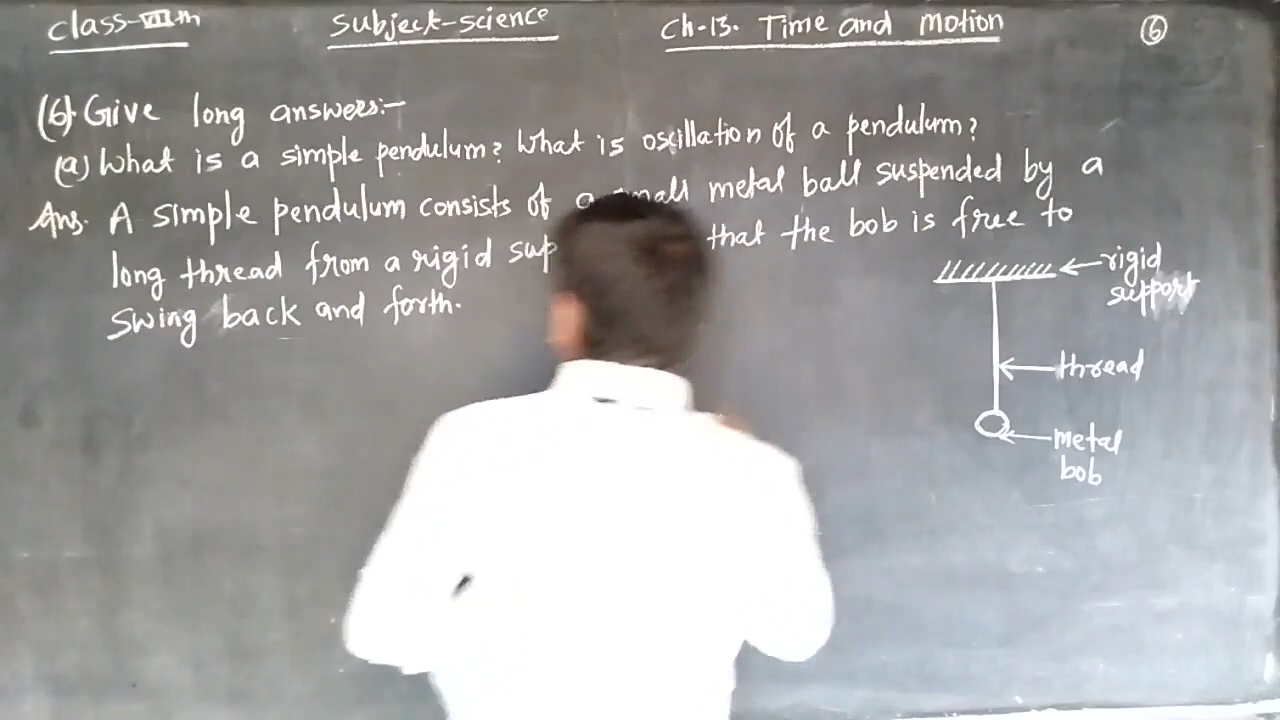 class-VIIth subject-science Ch-13. Time and motion 6
(6) Give long answers:-
(a) What is a simple pendulum? What is oscillation of a pendulum?
Ans. A simple pendulum consists of a metal ball suspended by a
long thread from a rigid that the bob is free to
swing back and forth.
rigid
support
thread
metal
bob